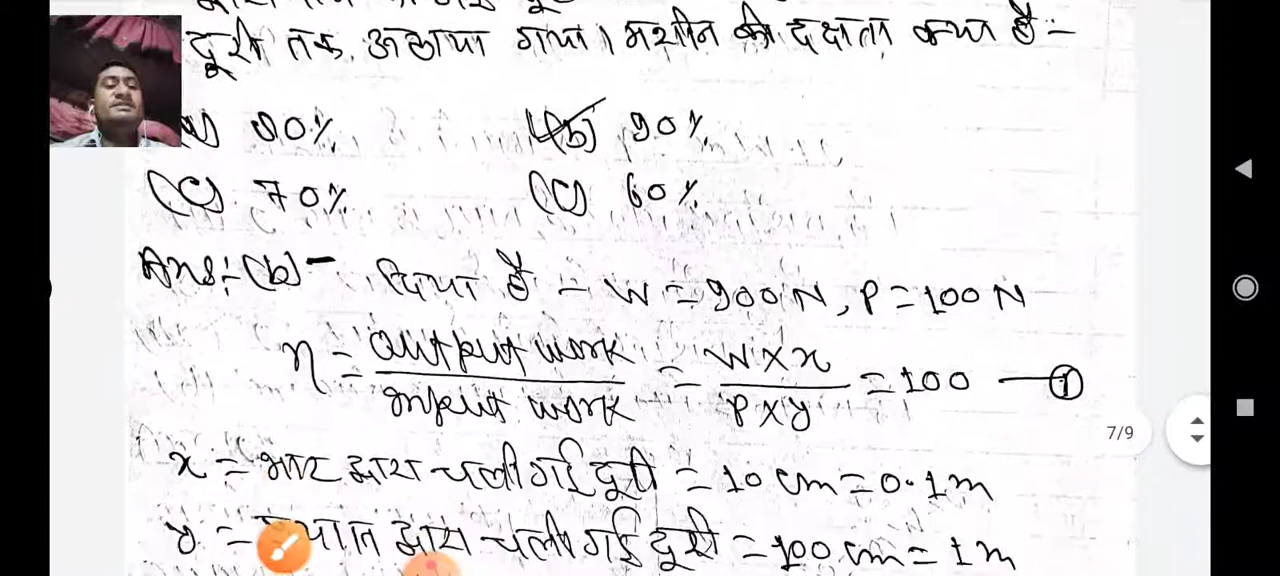 दूरी तक उठाया गया। मशीन की दक्षता क्या है -
90% (b) 90%
(C) 70% (C) 60%
Ans:- (b) - दिया है - W = 900 N, P = 100 N
η = output work / input work = W × x / P × y = 100 — ①
7/9
x = भार द्वारा चली गई दूरी = 10 cm = 0.1 m
y = प्रयास द्वारा चली गई दूरी = 100 cm = 1 m